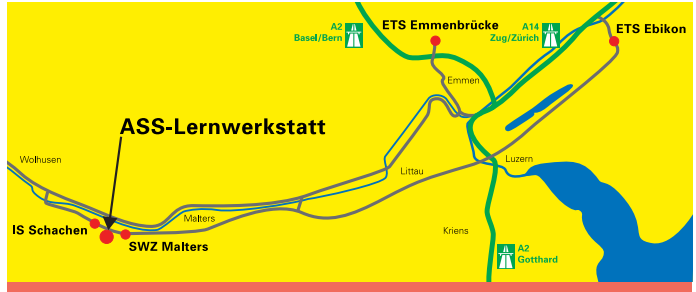 A2
Basel/Bern
ETS Emmenbrücke
A14
Zug/Zürich
ETS Ebikon
Emmen
ASS-Lernwerkstatt
Wolhusen
Littau
Luzern
Malters
IS Schachen
SWZ Malters
Kriens
A2
Gotthard